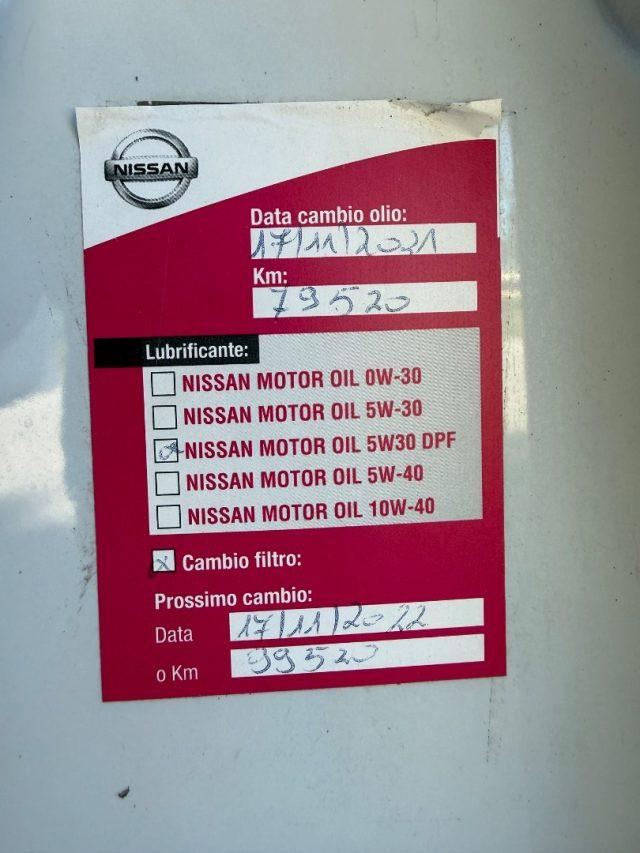 NISSAN
Data cambio olio:
17/11/2021
Km:
79520
Lubrificante:
NISSAN MOTOR OIL 0W-30
NISSAN MOTOR OIL 5W-30
NISSAN MOTOR OIL 5W30 DPF
NISSAN MOTOR OIL 5W-40
NISSAN MOTOR OIL 10W-40
x Cambio filtro:
Prossimo cambio:
Data 17/11/2022
o Km 99520